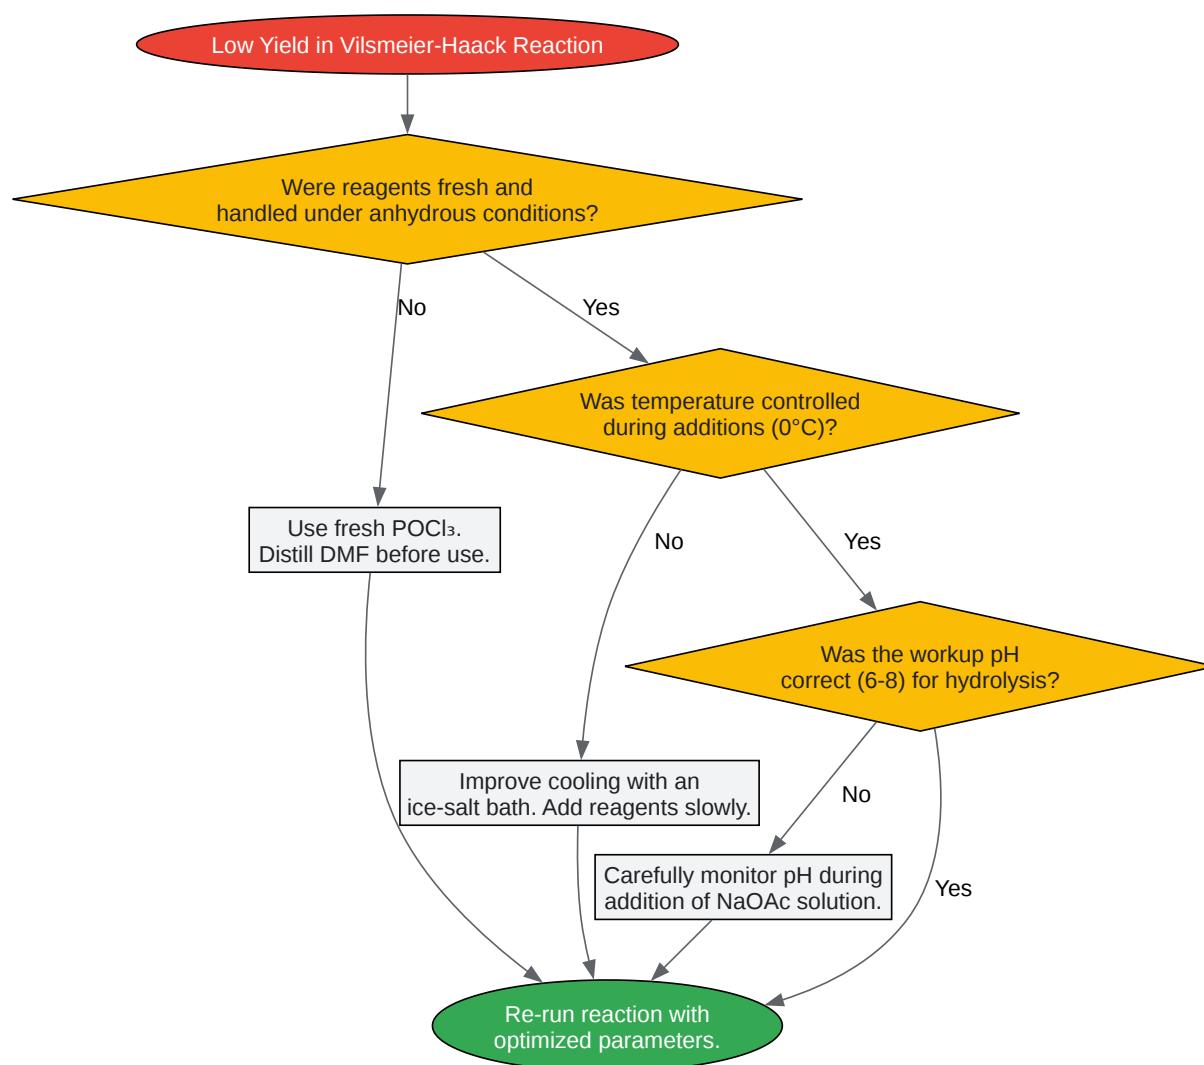 Low Yield in Vilsmeier-Haack Reaction
Were reagents fresh and
handled under anhydrous conditions?
No
Yes
Was temperature controlled
during additions (0°C)?
Use fresh POCl₃.
Distill DMF before use.
No
Yes
Was the workup pH
correct (6-8) for hydrolysis?
Improve cooling with an
ice-salt bath. Add reagents slowly.
No
Carefully monitor pH during
addition of NaOAc solution.
Yes
Re-run reaction with
optimized parameters.